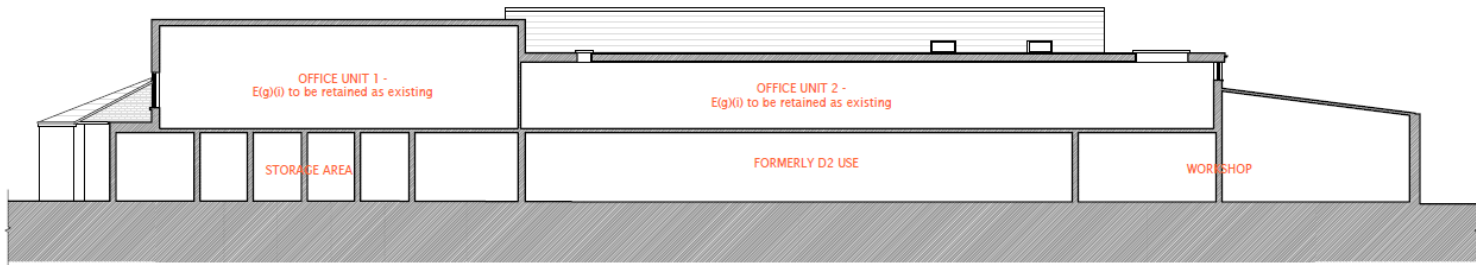 OFFICE UNIT 1 -
E(g)(i) to be retained as existing
OFFICE UNIT 2 -
E(g)(i) to be retained as existing
STORAGE AREA
FORMERLY D2 USE
WORKSHOP